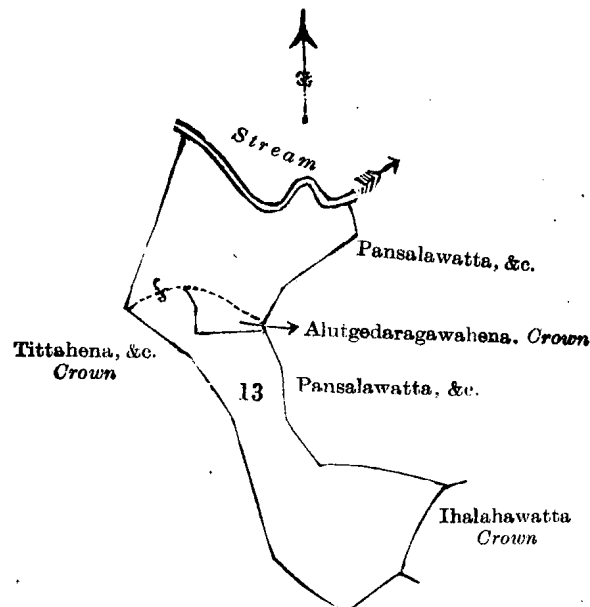 Stream
Pansalawatta, &c.
Alutgedaragawahena. Crown
Tittahena, &c.
Crown
13
Pansalawatta, &c.
Ihalahawatta
Crown